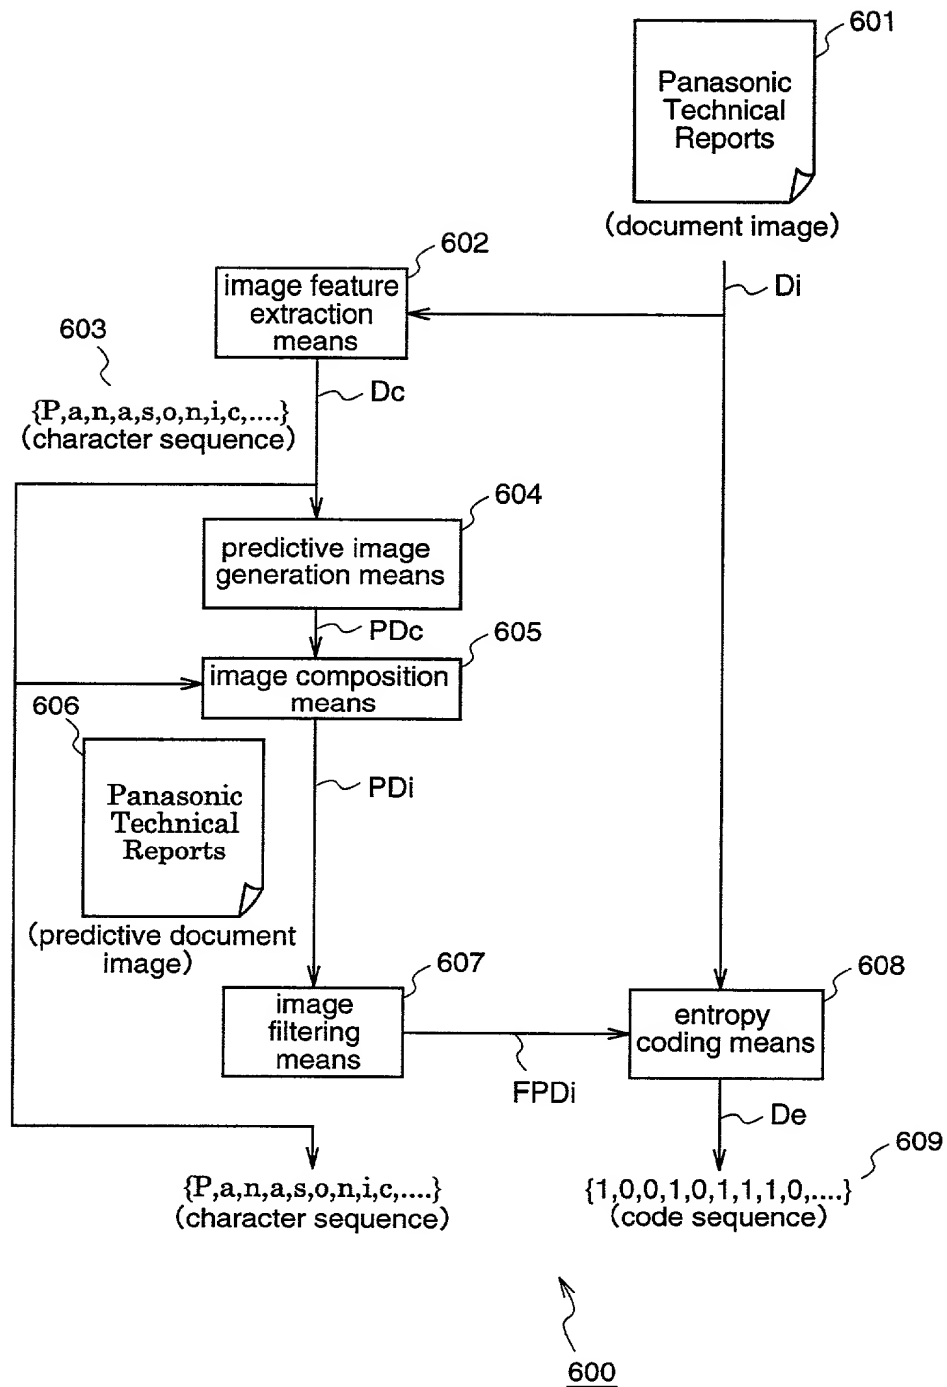 601
Panasonic
Technical
Reports
(document image)
602
image feature
extraction
means
Di
603
Dc
{P,a,n,a,s,o,n,i,c,....}
(character sequence)
604
predictive image
generation means
PDc
605
image composition
means
606
PDi
Panasonic
Technical
Reports
(predictive document
image)
607
608
image
filtering
means
entropy
coding means
FPDi
De
609
{P,a,n,a,s,o,n,i,c,....}
(character sequence)
{1,0,0,1,0,1,1,1,0,....}
(code sequence)
600